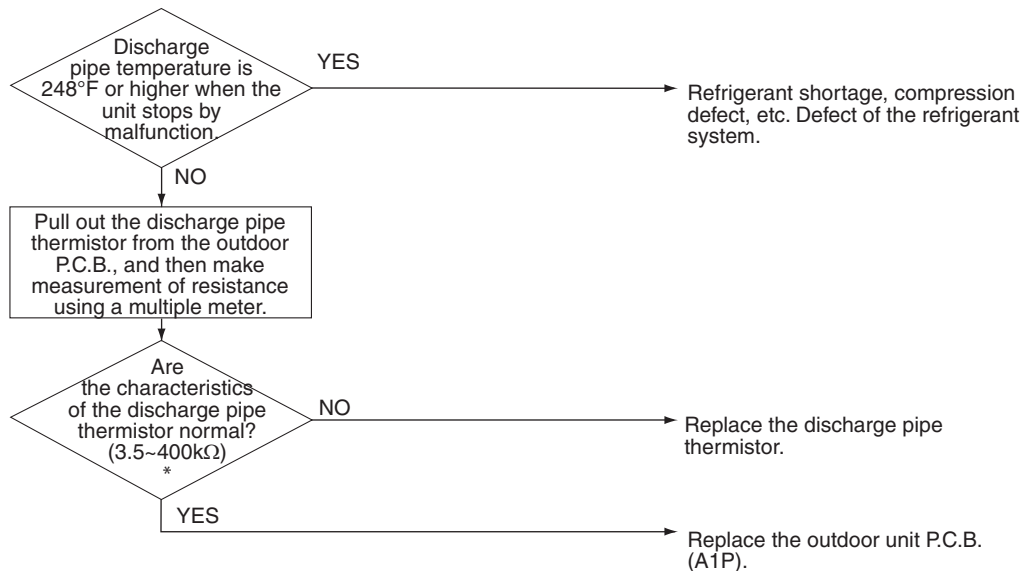 Discharge
pipe temperature is
248°F or higher when the
unit stops by
malfunction.
YES
Refrigerant shortage, compression
defect, etc. Defect of the refrigerant
system.
NO
Pull out the discharge pipe
thermistor from the outdoor
P.C.B., and then make
measurement of resistance
using a multiple meter.
Are
the characteristics
of the discharge pipe
thermistor normal?
(3.5~400kΩ)
*
NO
Replace the discharge pipe
thermistor.
YES
Replace the outdoor unit P.C.B.
(A1P).